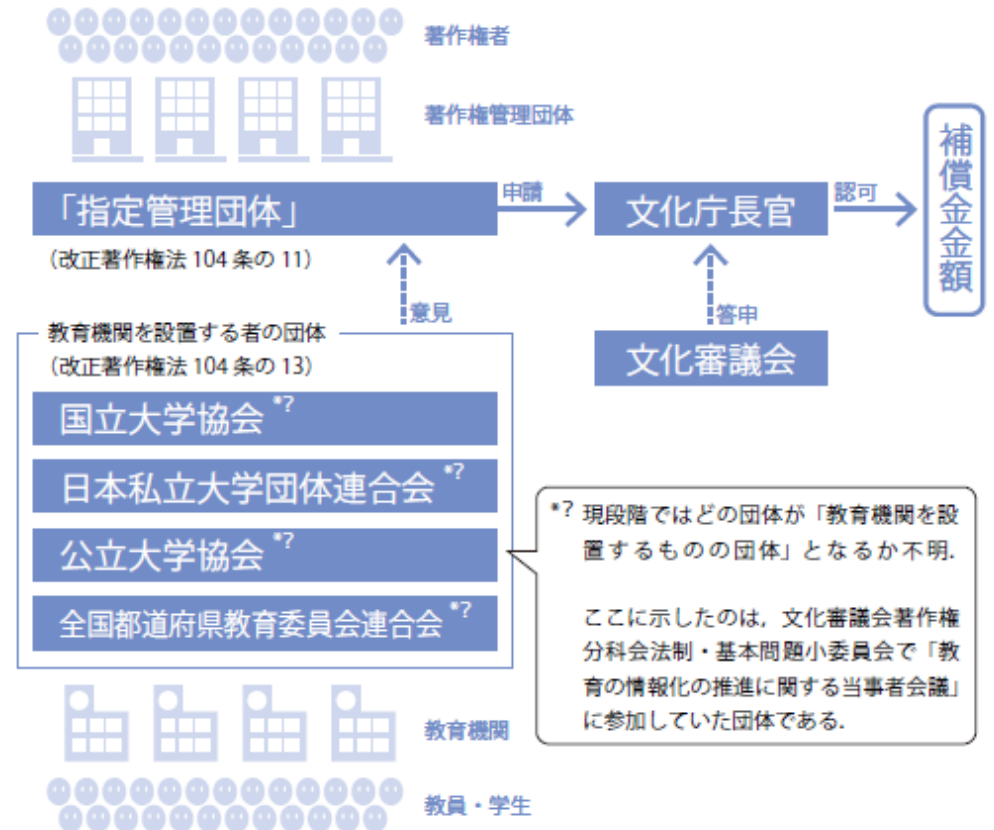 著作権者
著作権管理団体
「指定管理団体」
申請
文化庁長官
認可
補償金金額
（改正著作権法 104 条の 11）
意見
答申
文化審議会
教育機関を設置する者の団体
（改正著作権法 104 条の 13）
国立大学協会 *?
日本私立大学団体連合会 *?
公立大学協会 *?
全国都道府県教育委員会連合会 *?
*? 現段階ではどの団体が「教育機関を設
置するものの団体」となるか不明．
ここに示したのは，文化審議会著作権
分科会法制・基本問題小委員会で「教
育の情報化の推進に関する当事者会議」
に参加していた団体である．
教育機関
教員・学生